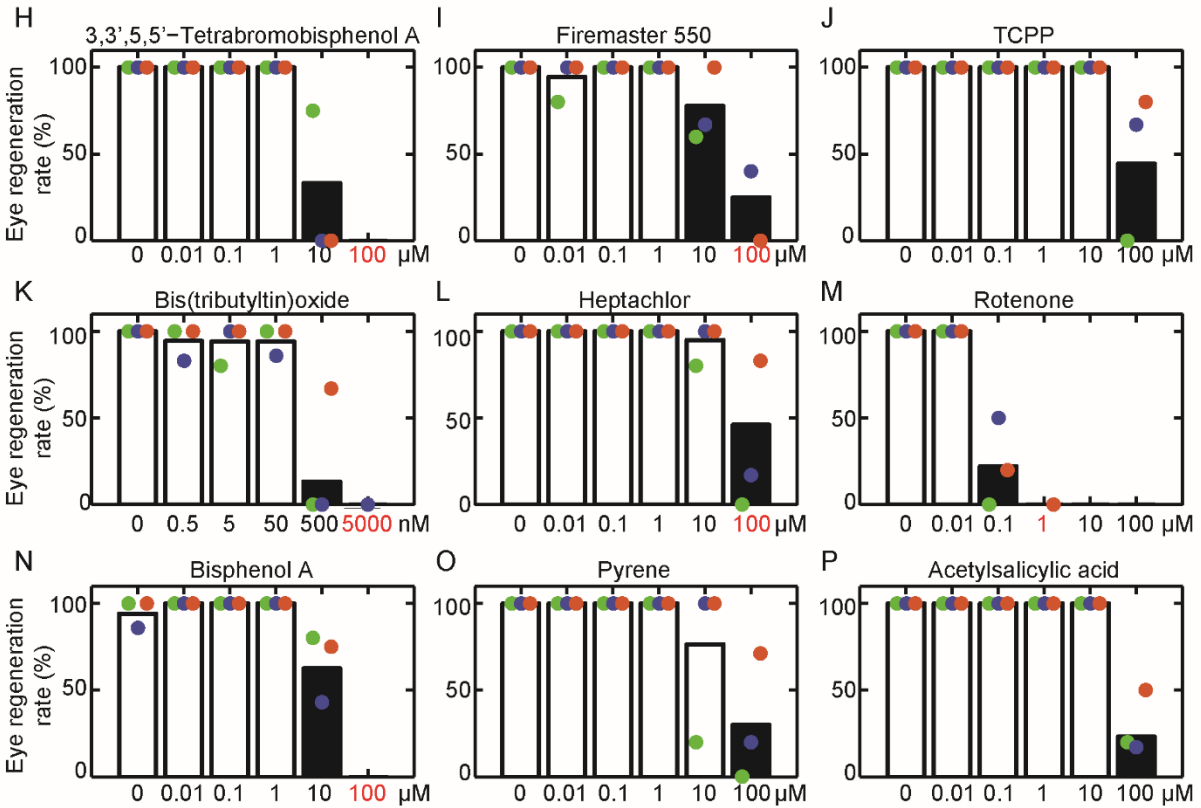 H
3,3',5,5'−Tetrabromobisphenol A
I
Firemaster 550
J
TCPP
Eye regeneration
rate (%)
100
50
0
0 0.01 0.1 1 10 100 µM
100
50
0
0 0.01 0.1 1 10 100 µM
100
50
0
0 0.01 0.1 1 10 100 µM
K
Bis(tributyltin)oxide
L
Heptachlor
M
Rotenone
Eye regeneration
rate (%)
100
50
0
0 0.5 5 50 500 5000 nM
100
50
0
0 0.01 0.1 1 10 100 µM
100
50
0
0 0.01 0.1 1 10 100 µM
N
Bisphenol A
O
Pyrene
P
Acetylsalicylic acid
Eye regeneration
rate (%)
100
50
0
0 0.01 0.1 1 10 100 µM
100
50
0
0 0.01 0.1 1 10 100 µM
100
50
0
0 0.01 0.1 1 10 100 µM